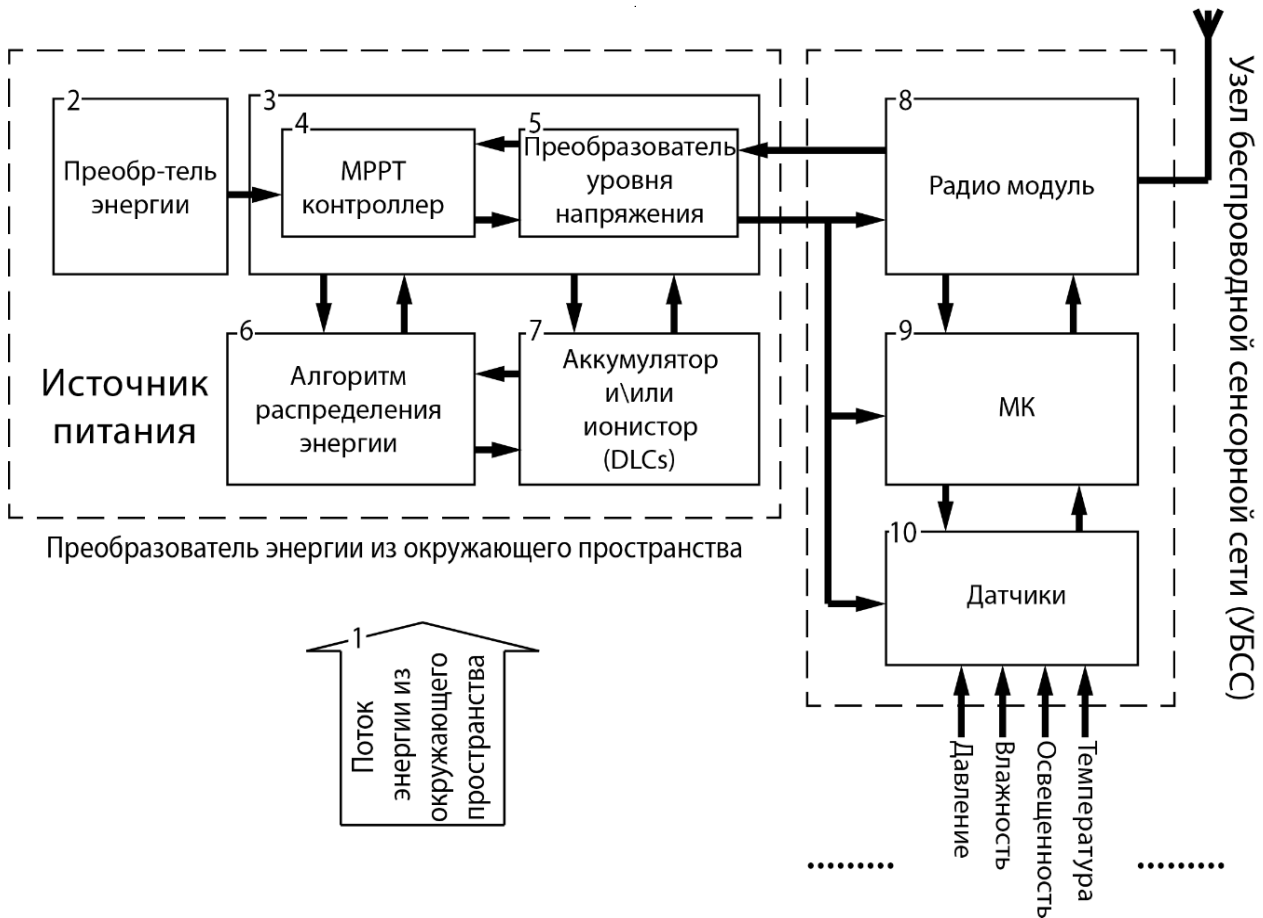 2
Преобр-тель
энергии
3
4
MPPT
контроллер
5
Преобразователь
уровня
напряжения
6
Алгоритм
распределения
энергии
7
Аккумулятор
и\или
ионистор
(DLCs)
Источник
питания
Преобразователь энергии из окружающего пространства
1
Поток
энергии из
окружающего
пространства
8
Радио модуль
9
МК
10
Датчики
Давление
Влажность
Освещенность
Температура
Узел беспроводной сенсорной сети (УБСС)